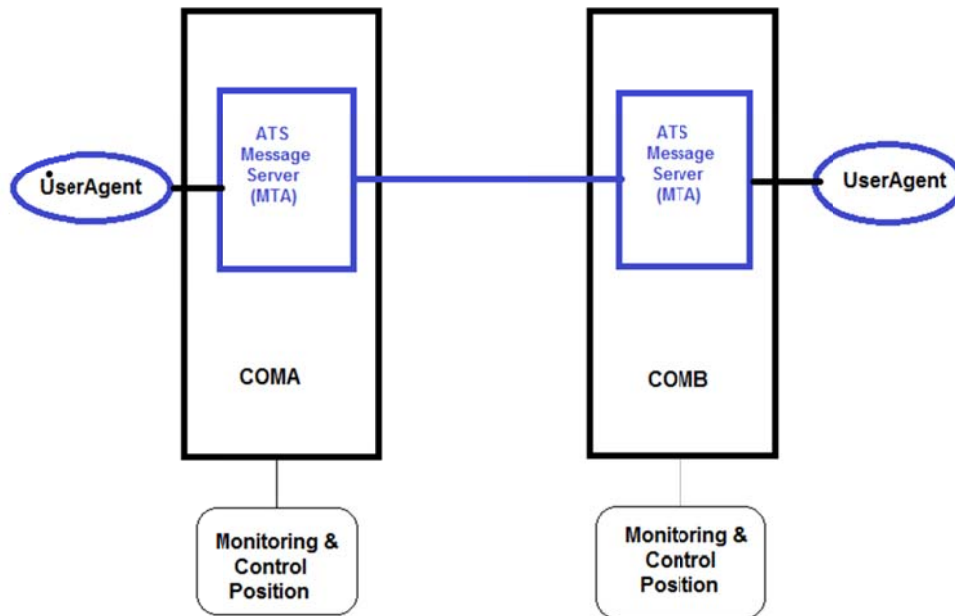 ATS
Message
Server
(MTA)
UserAgent
COMA
Monitoring &
Control
Position
ATS
Message
Server
(MTA)
UserAgent
COMB
Monitoring &
Control
Position